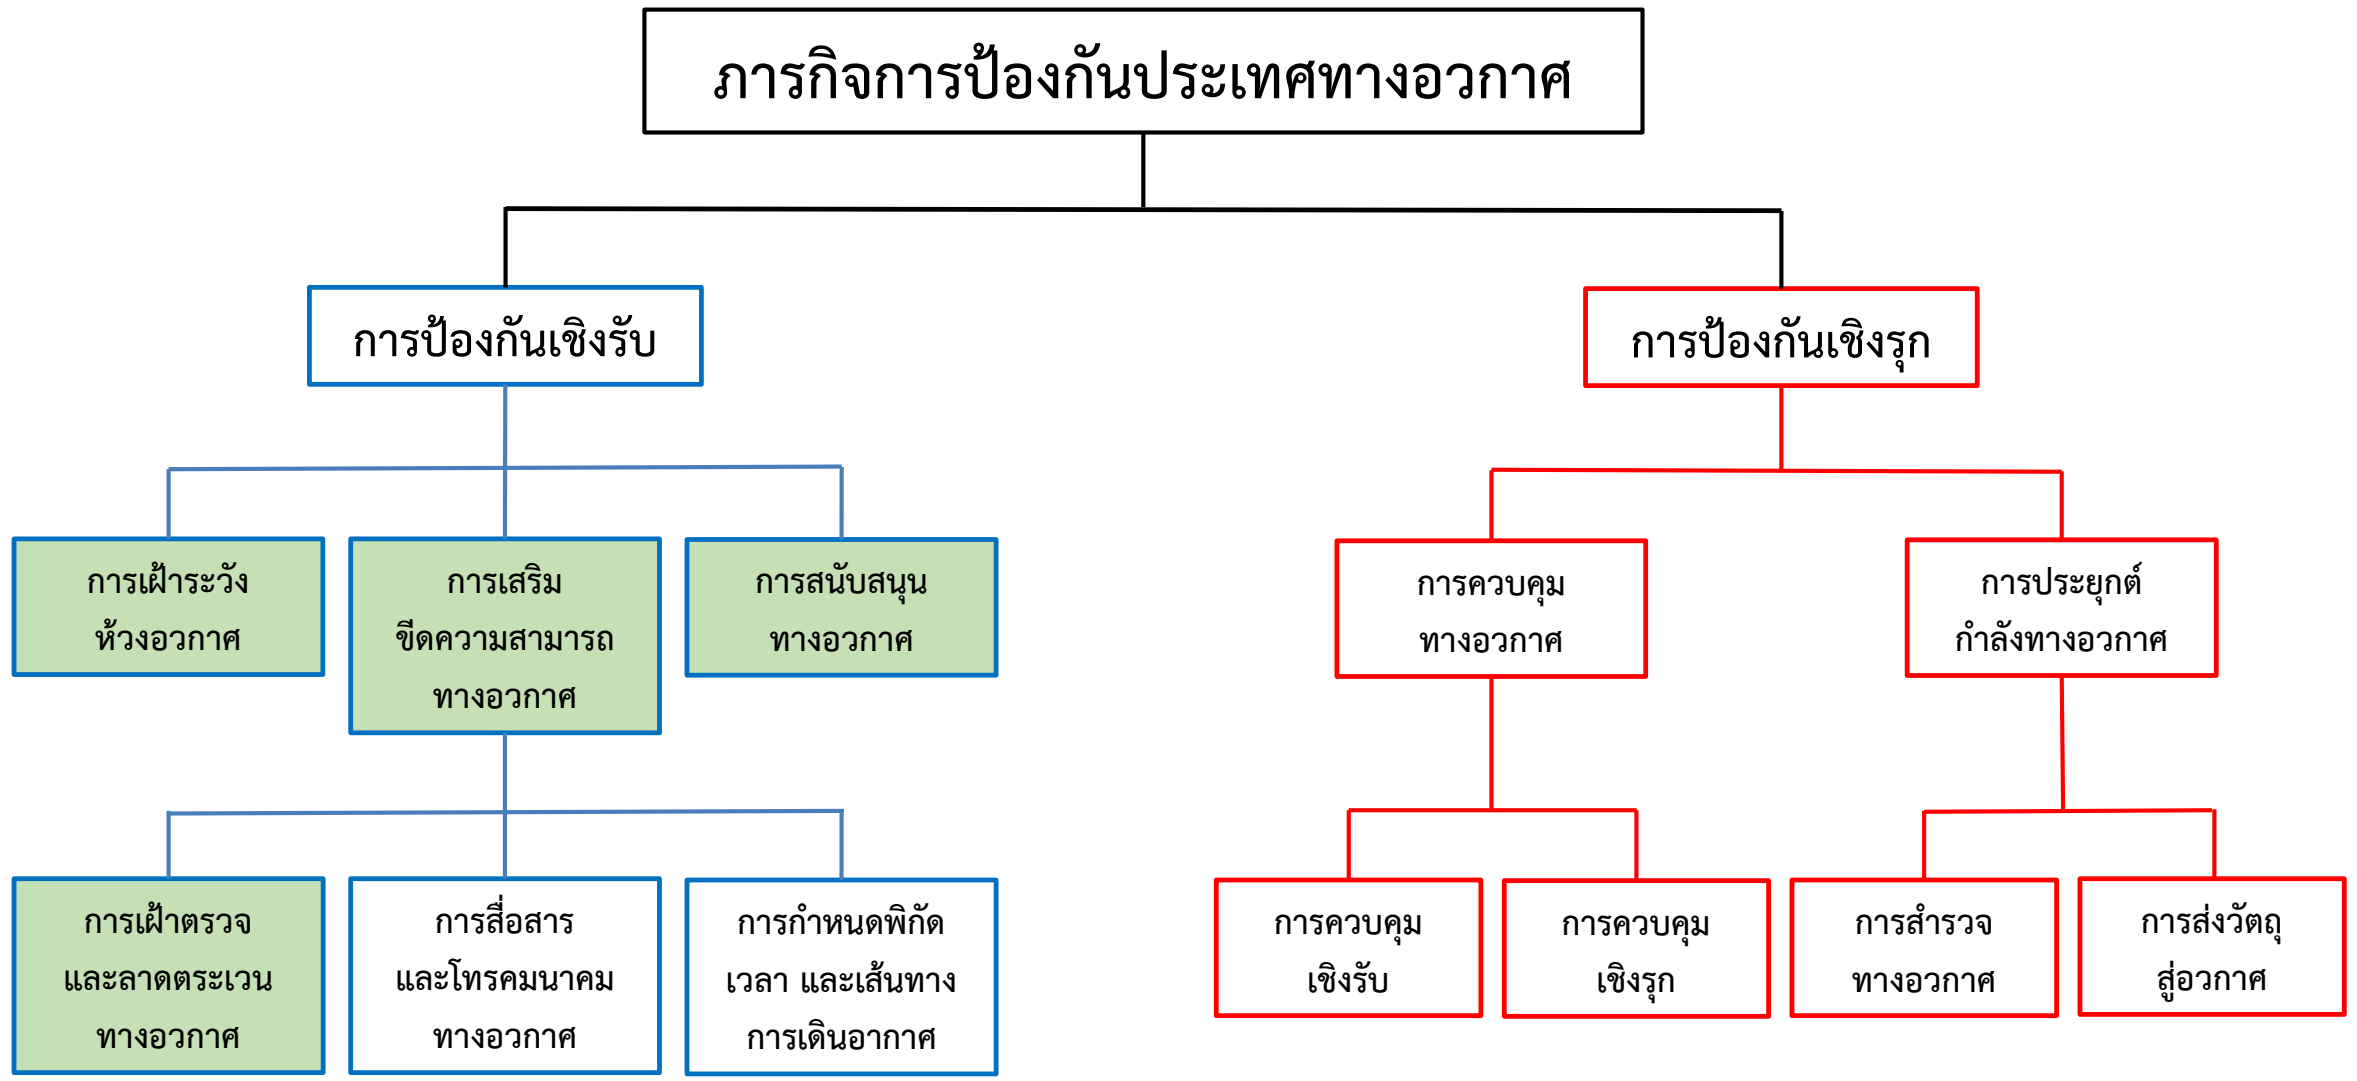 ภารกิจการป้องกันประเทศทางอวกาศ
การป้องกันเชิงรับ
การป้องกันเชิงรุก
การเฝ้าระวัง
ห้วงอวกาศ
การเสริม
ขีดความสามารถ
ทางอวกาศ
การสนับสนุน
ทางอวกาศ
การควบคุม
ทางอวกาศ
การประยุกต์
กำลังทางอวกาศ
การเฝ้าตรวจ
และลาดตระเวน
ทางอวกาศ
การสื่อสาร
และโทรคมนาคม
ทางอวกาศ
การกำหนดพิกัด
เวลา และเส้นทาง
การเดินอากาศ
การควบคุม
เชิงรับ
การควบคุม
เชิงรุก
การสำรวจ
ทางอวกาศ
การส่งวัตถุ
สู่อวกาศ